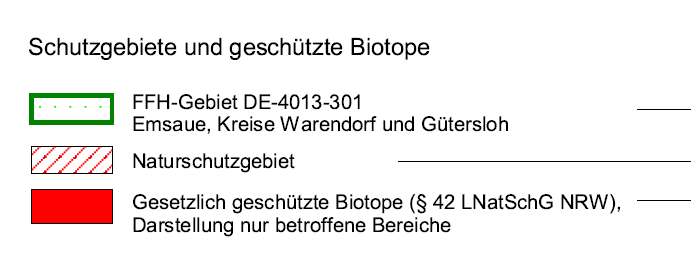 Schutzgebiete und geschützte Biotope
FFH-Gebiet DE-4013-301
Emsaue, Kreise Warendorf und Gütersloh
Naturschutzgebiet
Gesetzlich geschützte Biotope (§ 42 LNatSchG NRW),
Darstellung nur betroffene Bereiche